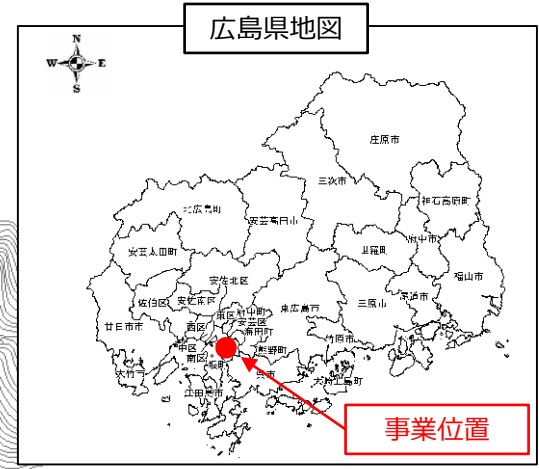 広島県地図
N
W
E
S
庄原市
三次市
神石高原町
北広島町
安芸高田市
府中市
世羅町
安芸太田町
福山市
安佐北区
尾道市
佐伯区
安佐南区
東広島市
三原市
府中町
東区
安芸区
廿日市市
海田町
西区
竹原市
中区
熊野町
南区
坂町
大竹市
呉市
大崎上島町
江田島市
事業位置